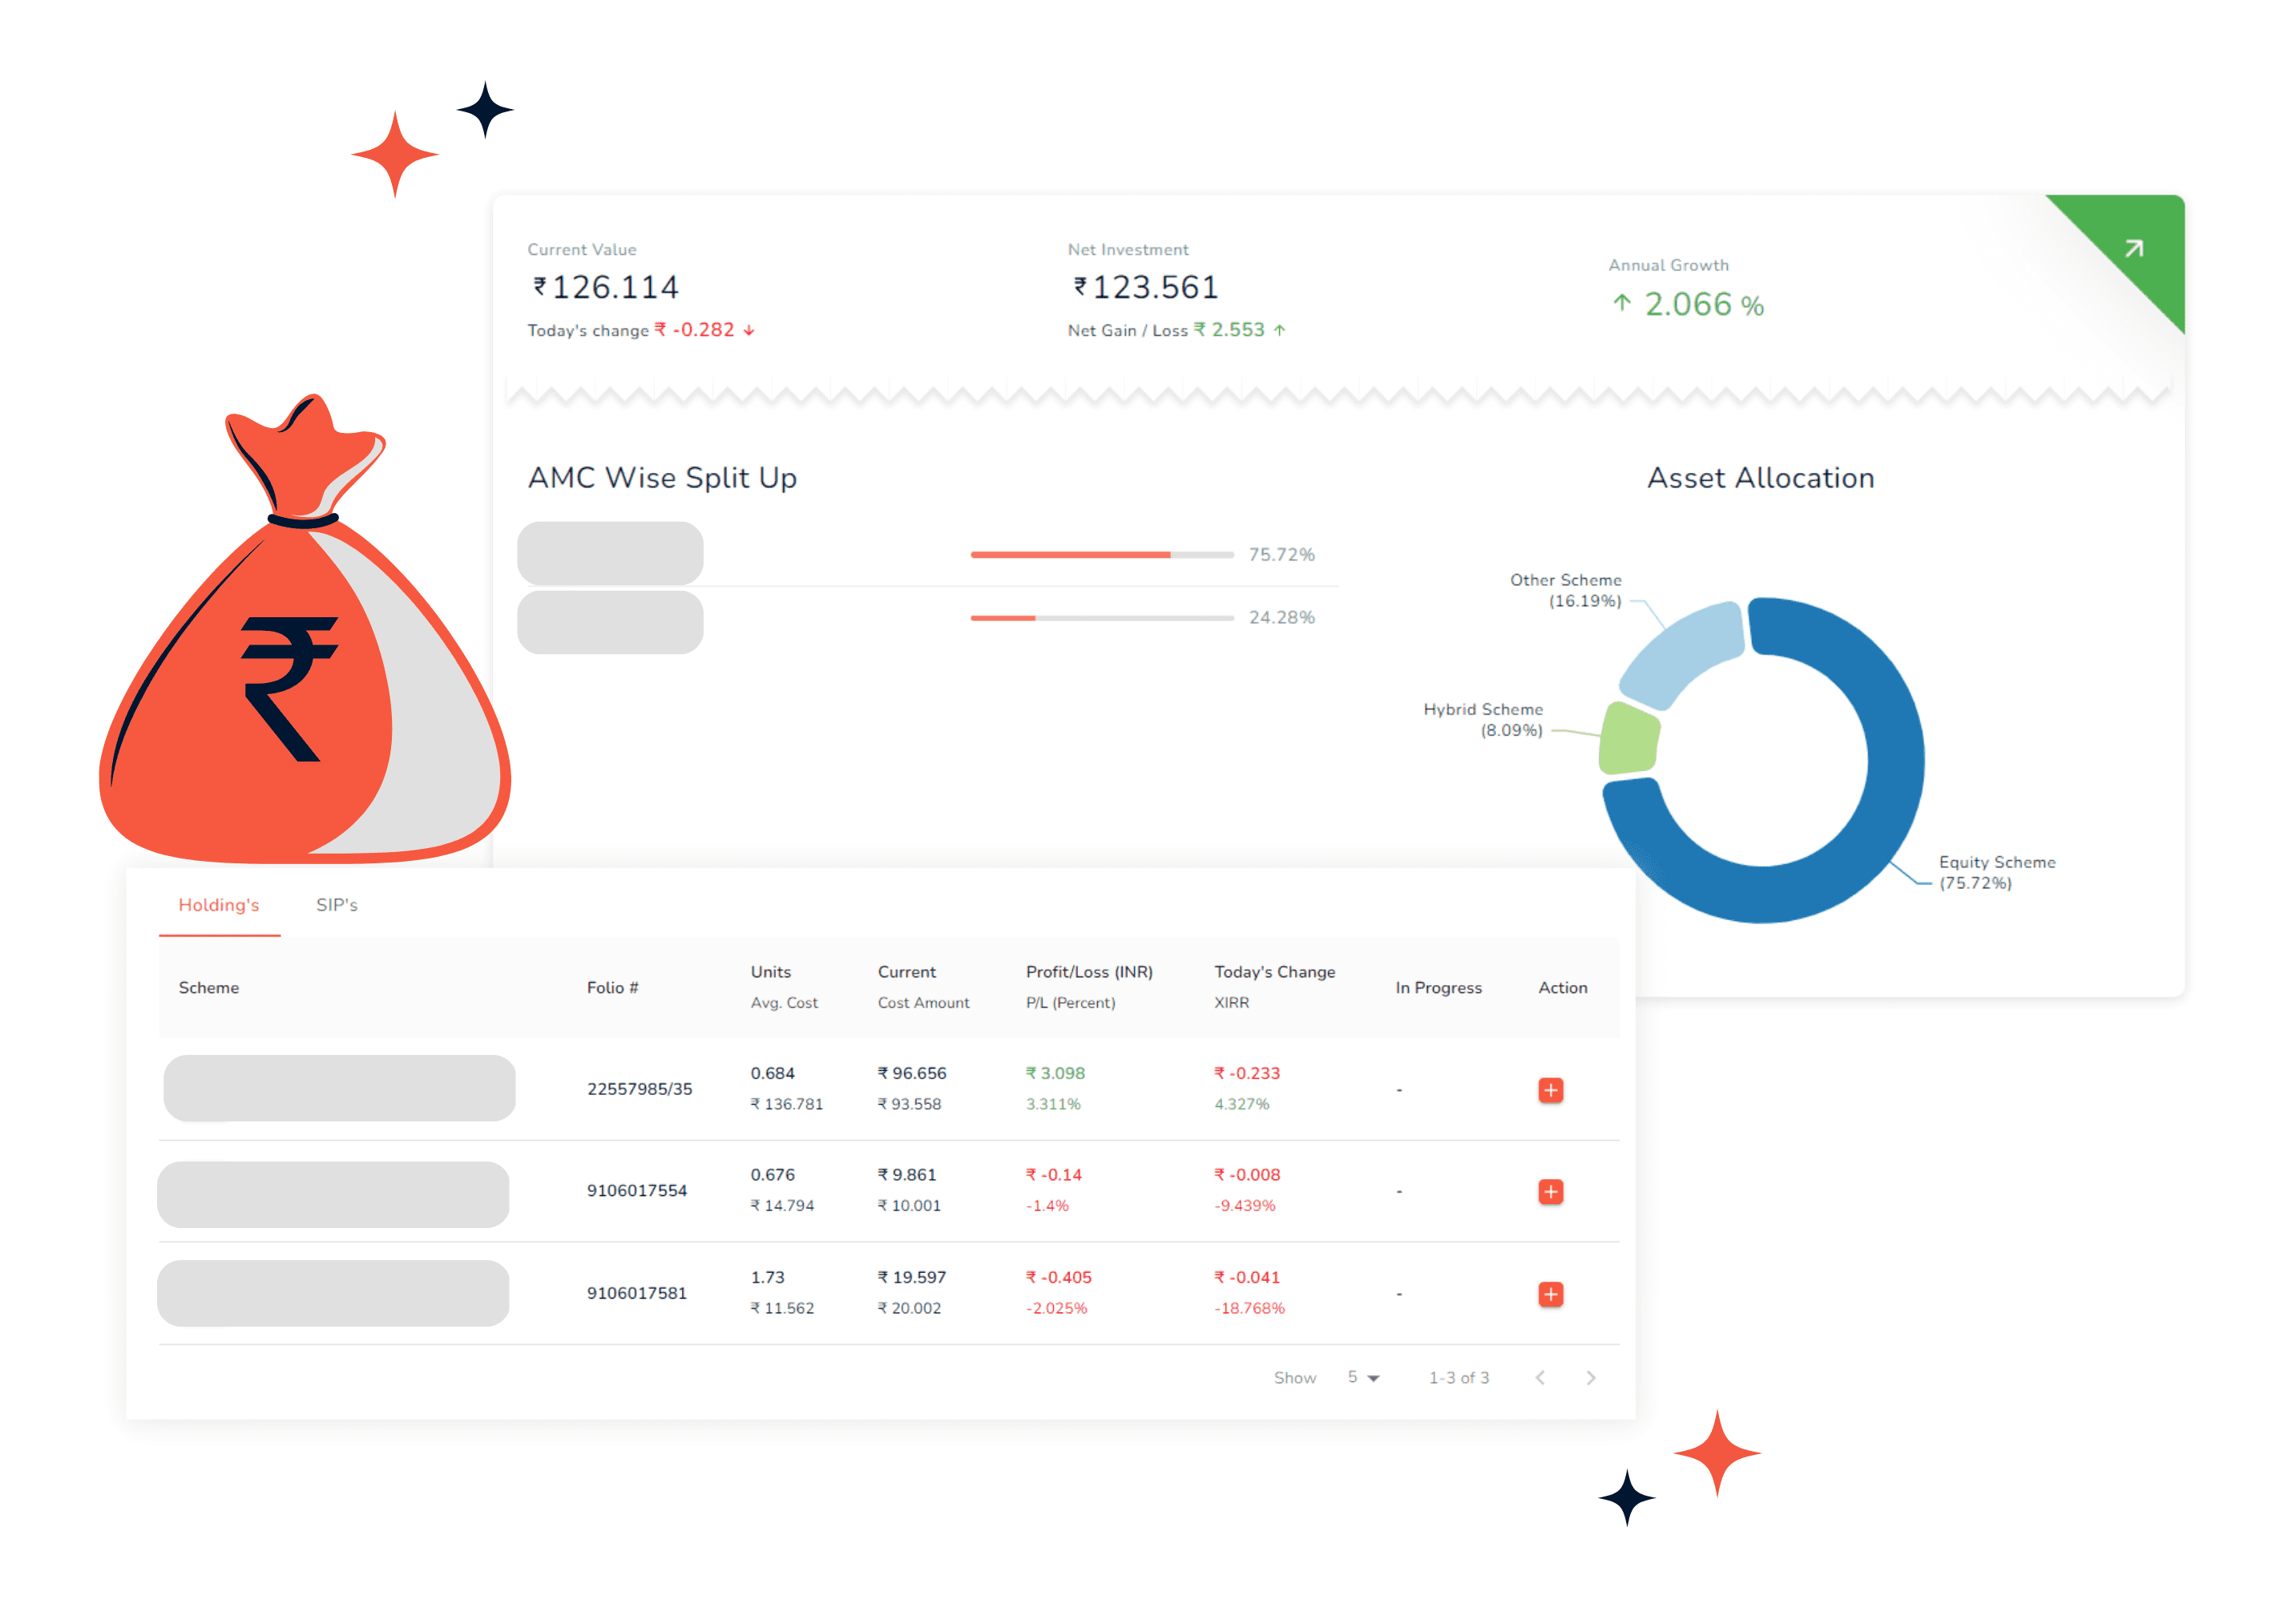 Current Value
₹126.114
Today's change ₹ -0.282 ↓
Net Investment
₹123.561
Net Gain / Loss ₹ 2.553 ↑
Annual Growth
↑ 2.066 %
AMC Wise Split Up
75.72%
24.28%
Asset Allocation
Other Scheme
(16.19%)
Hybrid Scheme
(8.09%)
Equity Scheme
(75.72%)
₹
Holding's SIP's
Scheme Folio # Units Current Profit/Loss (INR) Today's Change In Progress Action
Avg. Cost Cost Amount P/L (Percent) XIRR
22557985/35 0.684 ₹ 96.656 ₹ 3.098 ₹ -0.233 -
₹ 136.781 ₹ 93.558 3.311% 4.327%
9106017554 0.676 ₹ 9.861 ₹ -0.14 ₹ -0.008 -
₹ 14.794 ₹ 10.001 -1.4% -9.439%
9106017581 1.73 ₹ 19.597 ₹ -0.405 ₹ -0.041 -
₹ 11.562 ₹ 20.002 -2.025% -18.768%
Show 5 1-3 of 3